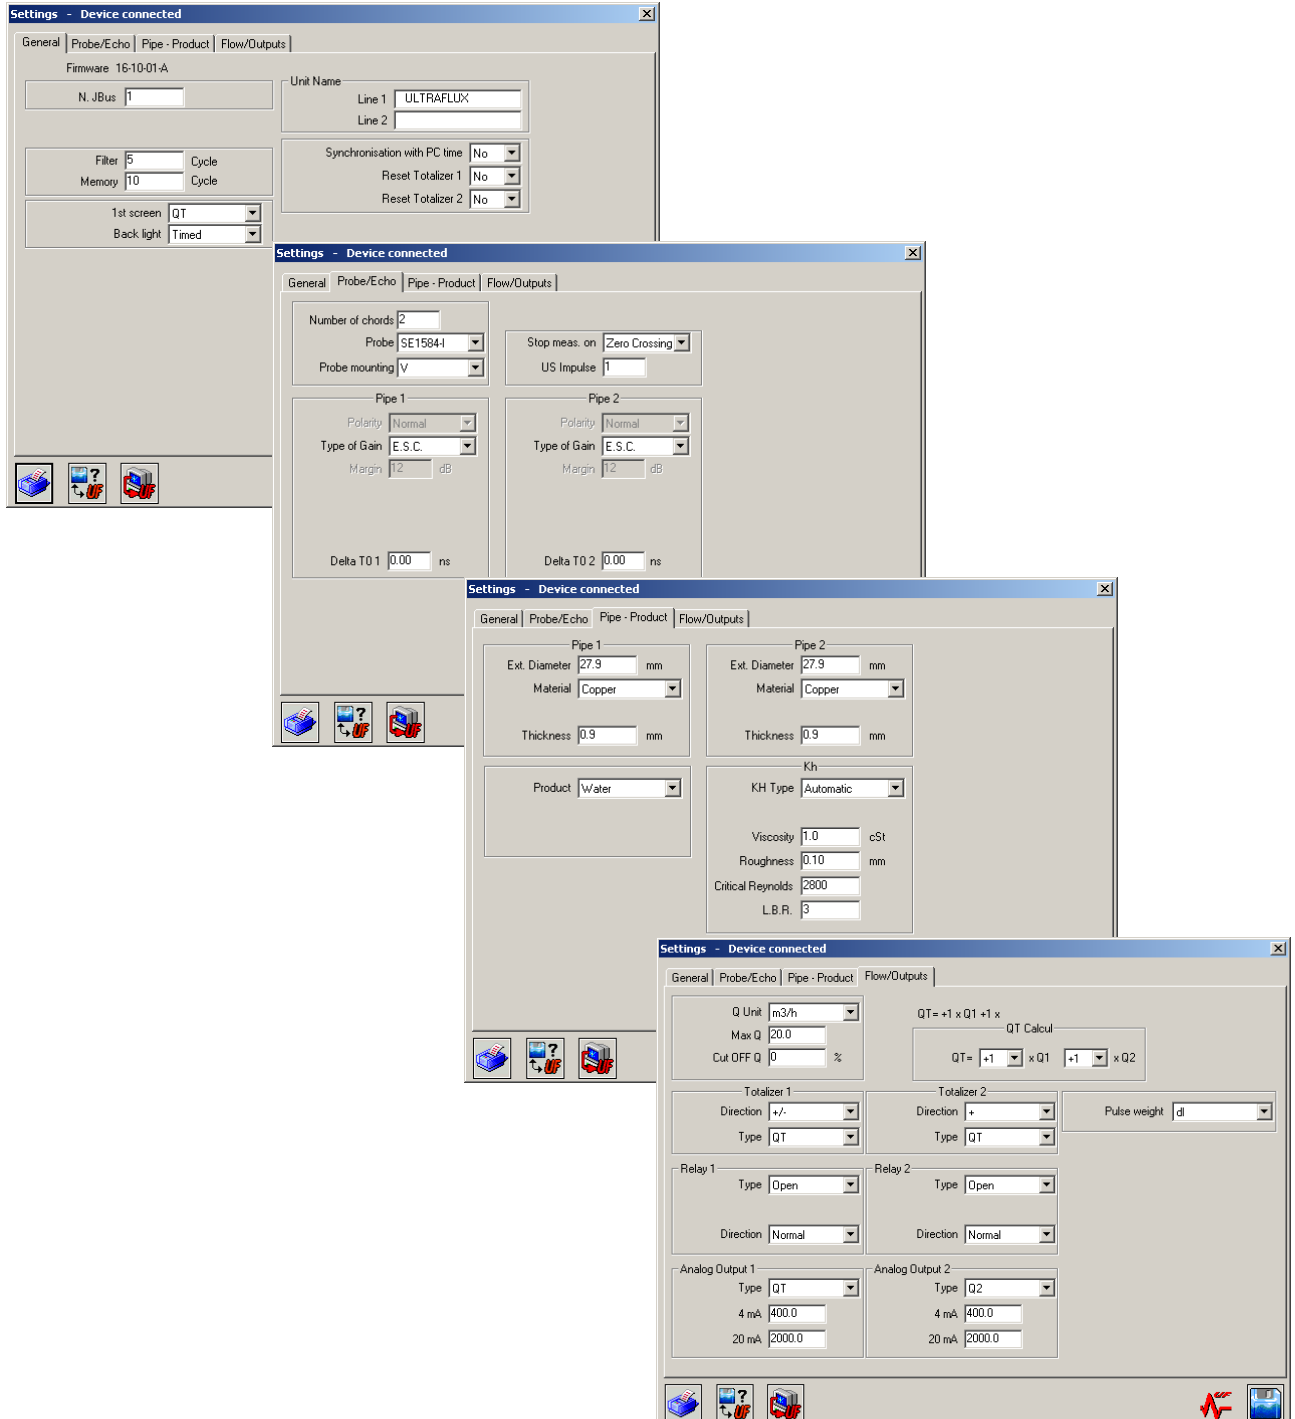 Settings - Device connected
General Probe/Echo Pipe - Product Flow/Outputs
Firmware 16-10-01-A
N. JBus 1
Unit Name
Line 1 ULTRAFLUX
Line 2
Filter 5 Cycle
Memory 10 Cycle
Synchronisation with PC time No
Reset Totalizer 1 No
Reset Totalizer 2 No
1st screen QT
Back light Timed
? UF
UF
Settings - Device connected
General Probe/Echo Pipe - Product Flow/Outputs
Number of chords 2
Probe SE1584-I
Probe mounting V
Stop meas. on Zero Crossing
US Impulse 1
Pipe 1
Polarity Normal
Type of Gain E.S.C.
Margin 12 dB
Delta T0 1 0.00 ns
Pipe 2
Polarity Normal
Type of Gain E.S.C.
Margin 12 dB
Delta T0 2 0.00 ns
? UF
UF
Settings - Device connected
General Probe/Echo Pipe - Product Flow/Outputs
Pipe 1
Ext. Diameter 27.9 mm
Material Copper
Thickness 0.9 mm
Pipe 2
Ext. Diameter 27.9 mm
Material Copper
Thickness 0.9 mm
Product Water
Kh
KH Type Automatic
Viscosity 1.0 cSt
Roughness 0.10 mm
Critical Reynolds 2800
L.B.R. 3
? UF
UF
Settings - Device connected
General Probe/Echo Pipe - Product Flow/Outputs
Q Unit m3/h
Max Q 20.0
Cut OFF Q 0 %
QT= +1 x Q1 +1 x
QT Calcul
QT= +1 x Q1 +1 x Q2
Totalizer 1
Direction +/-
Type QT
Totalizer 2
Direction +
Type QT
Pulse weight dl
Relay 1
Type Open
Direction Normal
Relay 2
Type Open
Direction Normal
Analog Output 1
Type QT
4 mA 400.0
20 mA 2000.0
Analog Output 2
Type Q2
4 mA 400.0
20 mA 2000.0
? UF
UF
UF